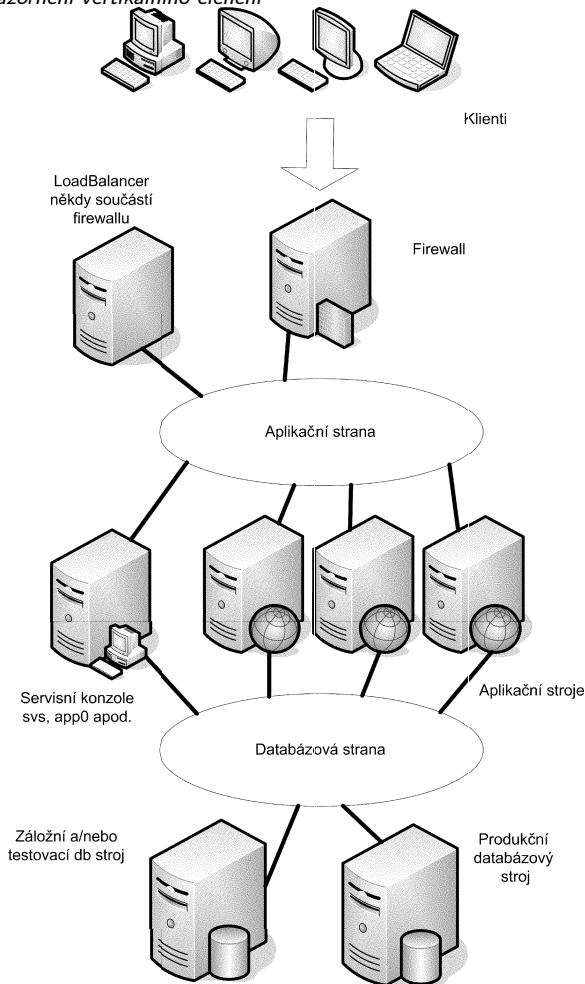 Klienti
LoadBalancer
někdy součástí
firewallu
Firewall
Aplikační strana
Servisní konzole
svs, app0 apod.
Aplikační stroje
Databázová strana
Záložní a/nebo
testovací db stroj
Produkční
databázový
stroj